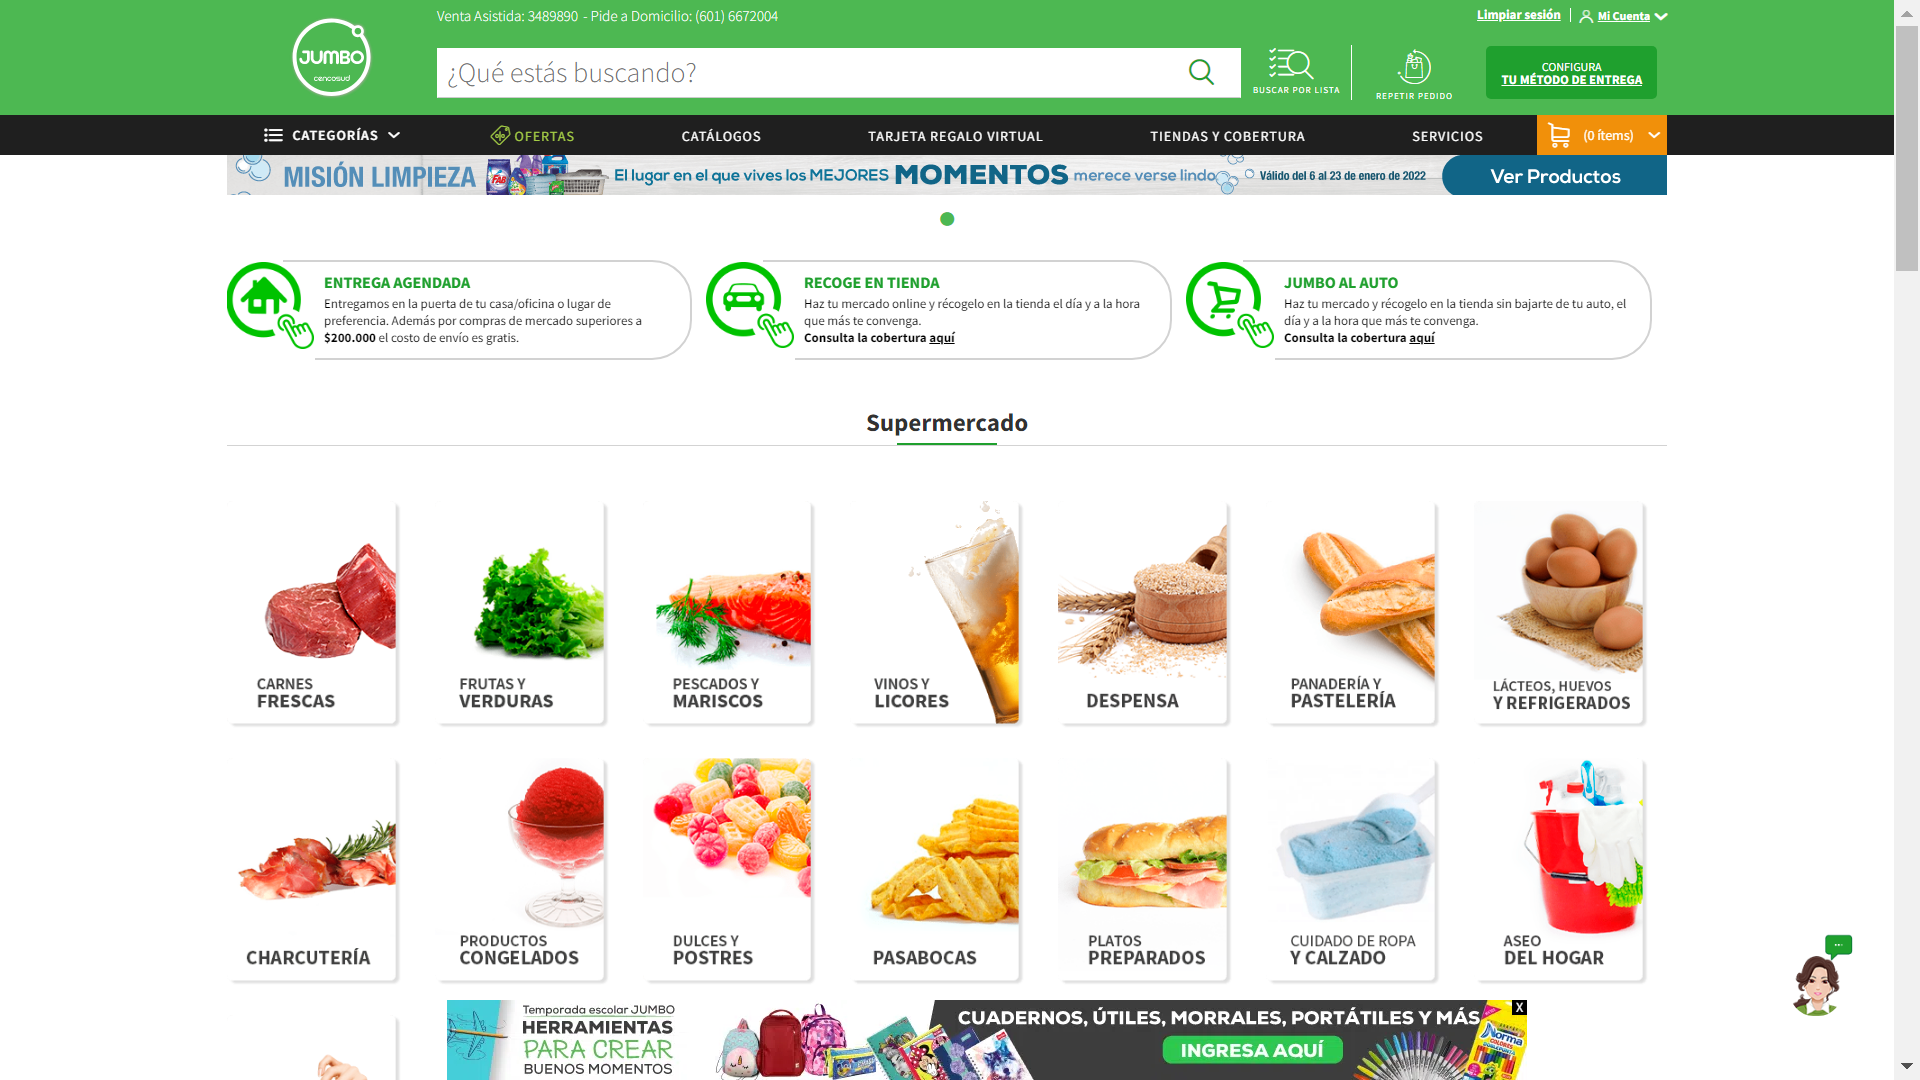 Venta Asistida: 3489890 - Pide a Domicilio: (601) 6672004
Limpiar sesión
Mi Cuenta
JUMBO
cencosud
¿Qué estás buscando?
BUSCAR POR LISTA
REPETIR PEDIDO
CONFIGURA
TU MÉTODO DE ENTREGA
CATEGORÍAS
OFERTAS
CATÁLOGOS
TARJETA REGALO VIRTUAL
TIENDAS Y COBERTURA
SERVICIOS
(0 ítems)
MISIÓN LIMPIEZA
FAB
El lugar en el que vives los MEJORES MOMENTOS merece verse lindo
Válido del 6 al 23 de enero de 2022
Ver Productos
ENTREGA AGENDADA
Entregamos en la puerta de tu casa/oficina o lugar de
preferencia. Además por compras de mercado superiores a
$200.000 el costo de envío es gratis.
RECOGE EN TIENDA
Haz tu mercado online y récogelo en la tienda el día y a la hora
que más te convenga.
Consulta la cobertura aquí
JUMBO AL AUTO
Haz tu mercado y récogelo en la tienda sin bajarte de tu auto, el
día y a la hora que más te convenga.
Consulta la cobertura aquí
Supermercado
CARNES
FRESCAS
FRUTAS Y
VERDURAS
PESCADOS Y
MARISCOS
VINOS Y
LICORES
DESPENSA
PANADERÍA Y
PASTELERÍA
LÁCTEOS, HUEVOS
Y REFRIGERADOS
CHARCUTERÍA
PRODUCTOS
CONGELADOS
DULCES Y
POSTRES
PASABOCAS
PLATOS
PREPARADOS
CUIDADO DE ROPA
Y CALZADO
ASEO
DEL HOGAR
Temporada escolar JUMBO
HERRAMIENTAS
PARA CREAR
BUENOS MOMENTOS
CUADERNOS, ÚTILES, MORRALES, PORTÁTILES Y MÁS
INGRESA AQUÍ
Norma
COLORES
X